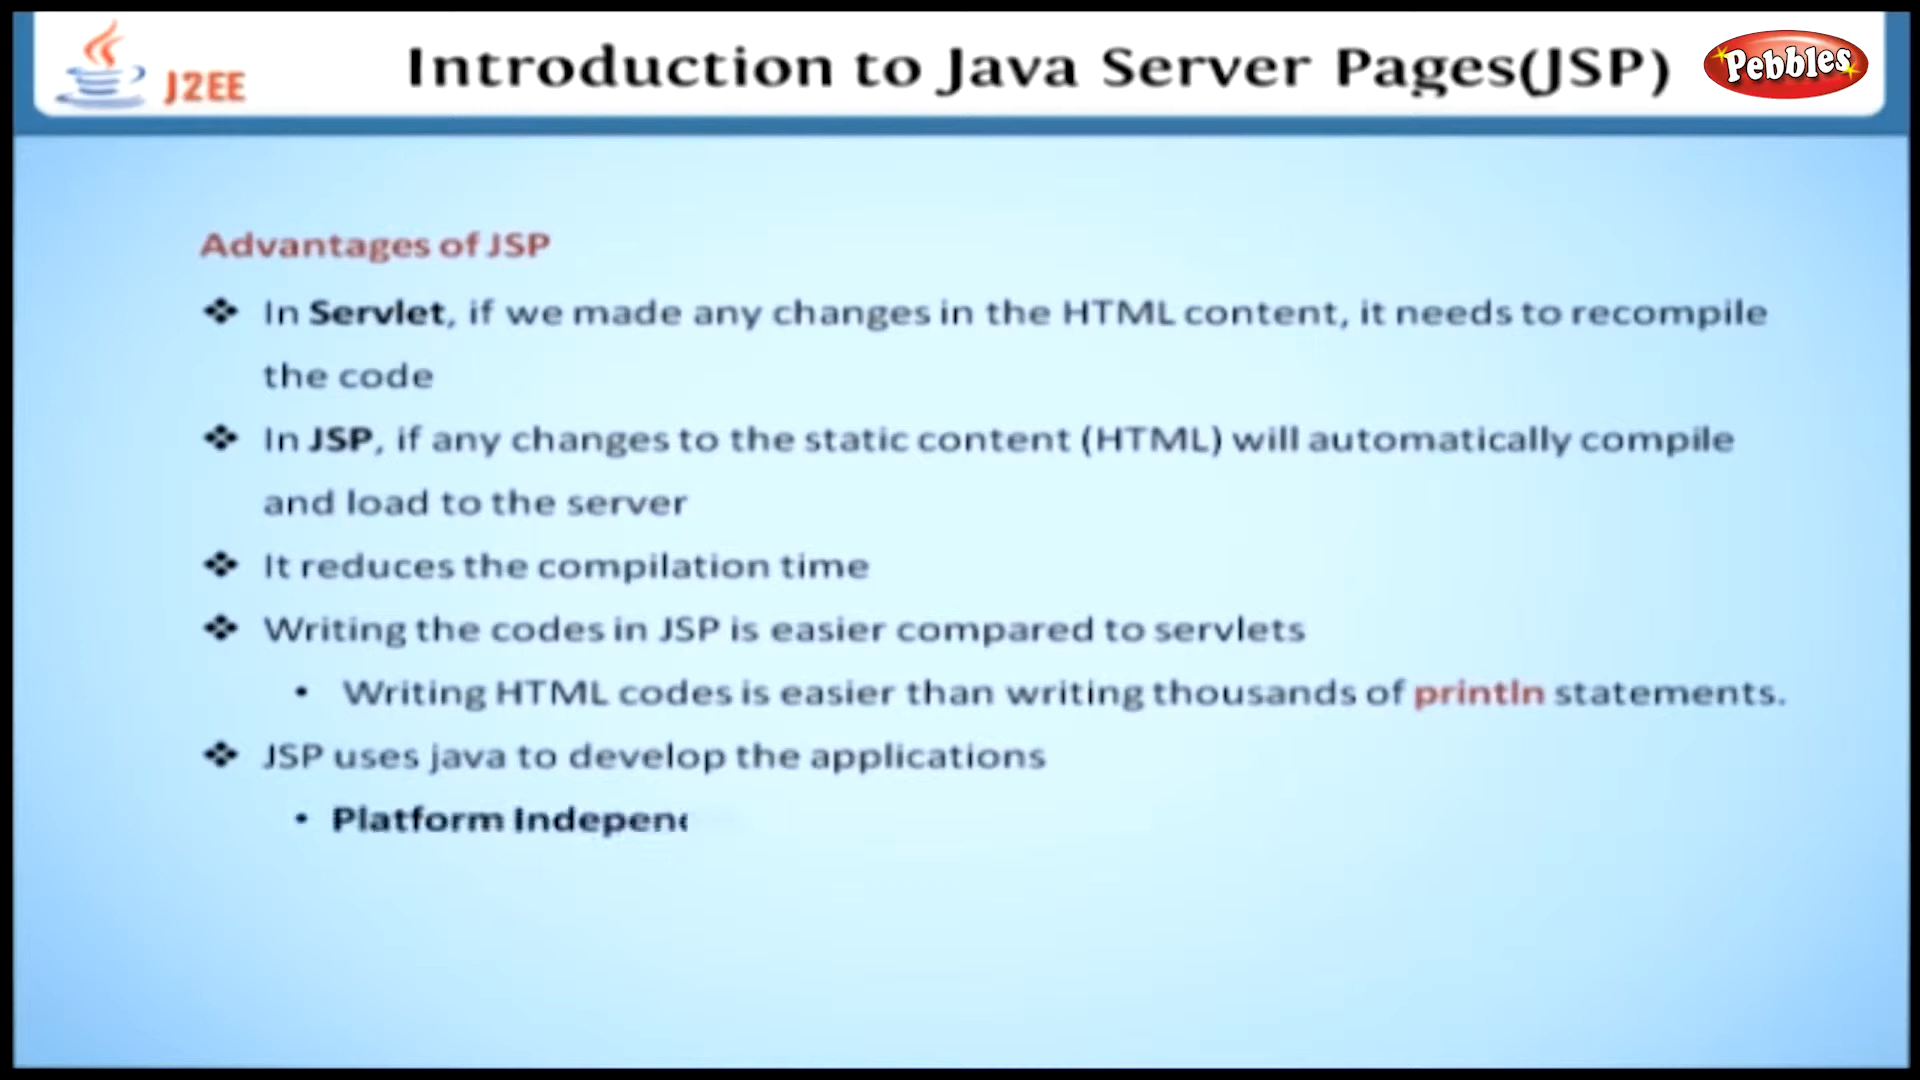 J2EE
Introduction to Java Server Pages(JSP)
Pebbles
Advantages of JSP
❖ In Servlet, if we made any changes in the HTML content, it needs to recompile
the code
❖ In JSP, if any changes to the static content (HTML) will automatically compile
and load to the server
❖ It reduces the compilation time
❖ Writing the codes in JSP is easier compared to servlets
• Writing HTML codes is easier than writing thousands of println statements.
❖ JSP uses java to develop the applications
• Platform Indepen